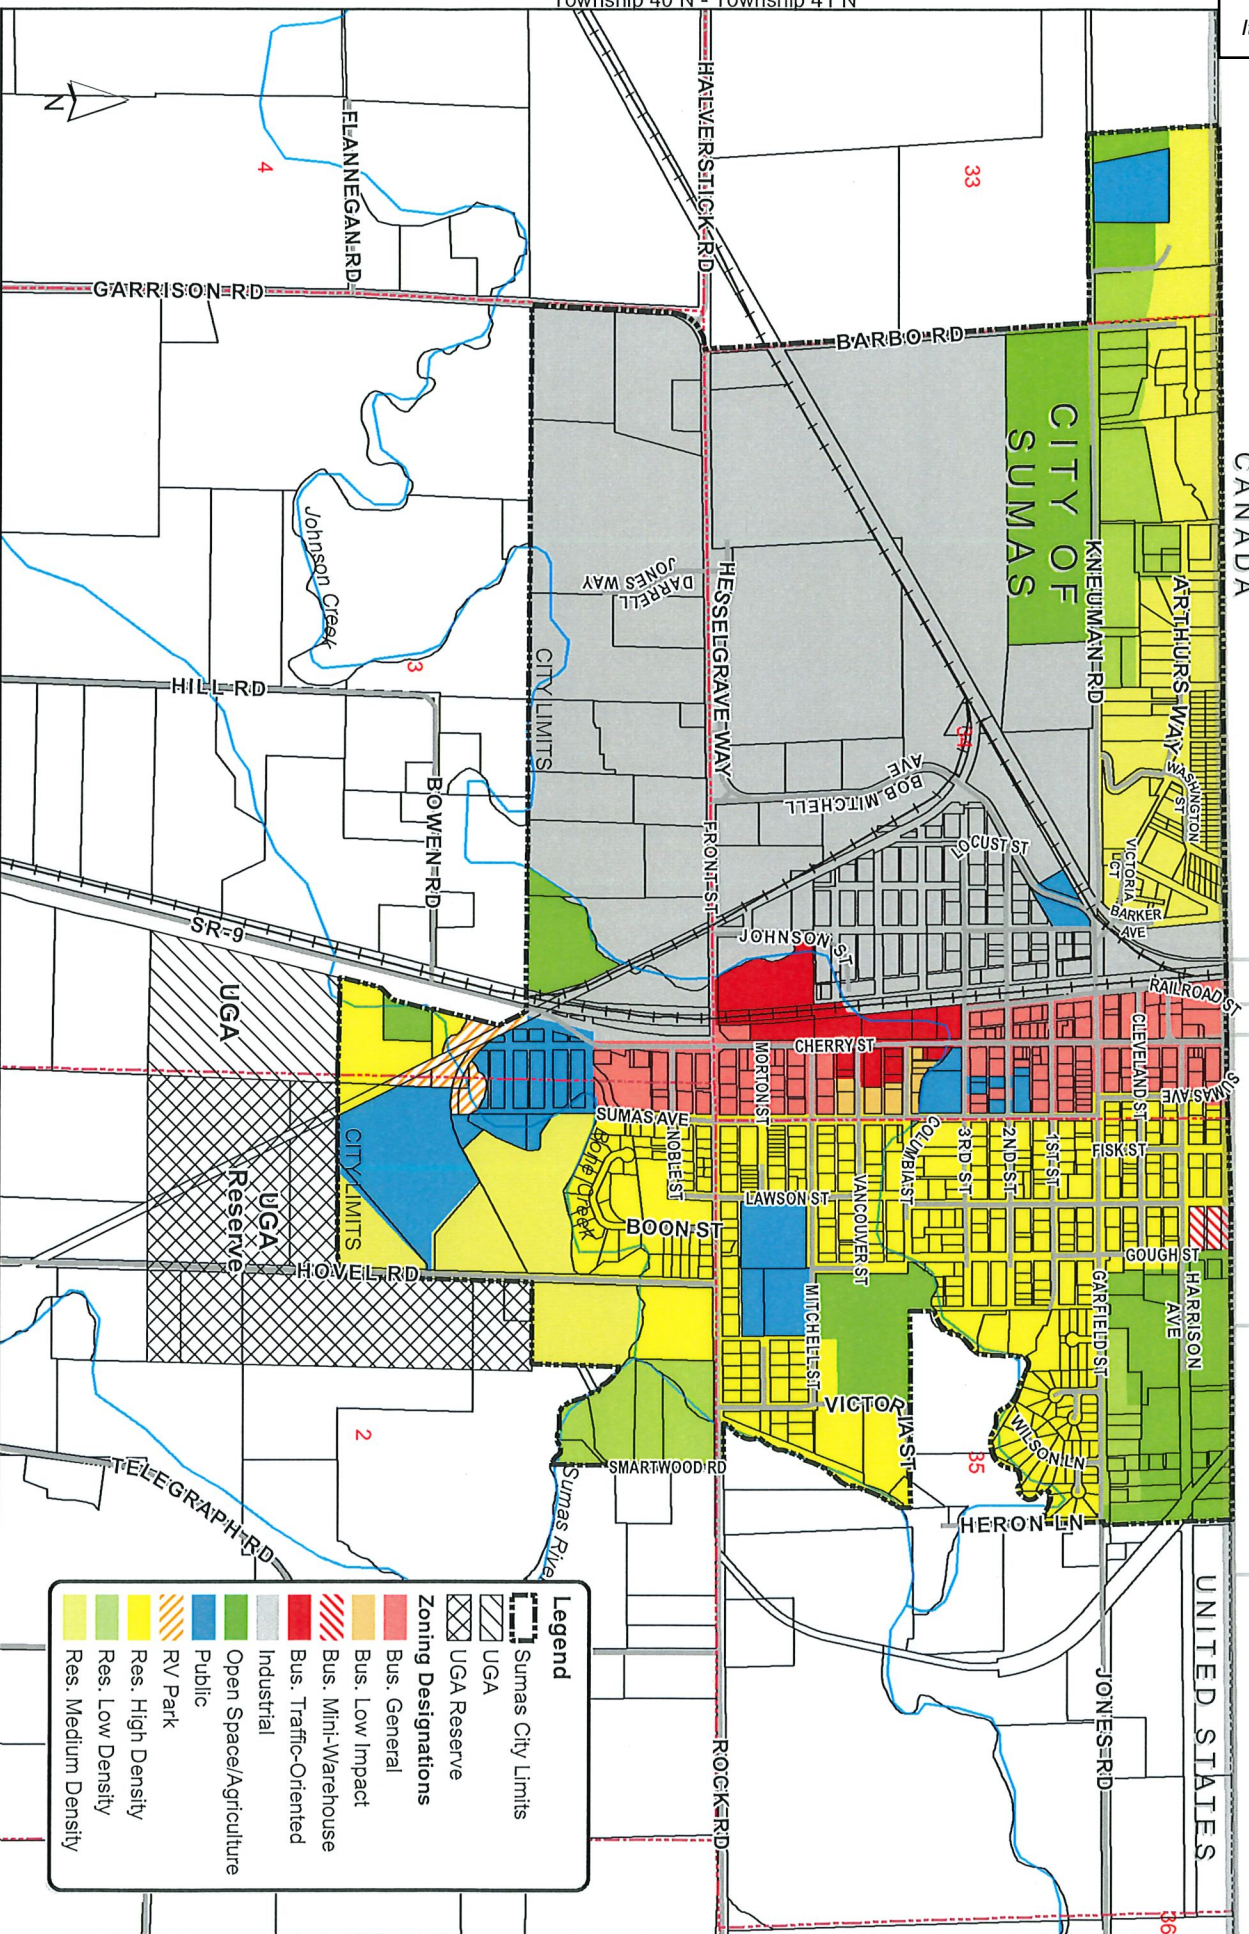 Township 40 N - Township 41 N
CANADA
UNITED STATES
CITY OF
SUMAS
33
34
35
36
4
3
2
N
HALVERSTICK RD
FLANNEGAN RD
GARRISON RD
BARBO RD
KNEUMAN RD
ARTHURS WAY
WASHINGTON
ST
VICTORIA
CT
BARKER
AVE
RAILROAD ST
CLEVELAND ST
SUMAS AVE
HESSELGRAVE WAY
DARRELL
JONES WAY
BOB MITCHELL
AVE
LOCUST ST
FRONT ST
JOHNSON ST
CHERRY ST
MORTON ST
SUMAS AVE
NOBLE ST
LAWSON ST
BOON ST
Bone Creek
VANCOUVER ST
COLUMBIA ST
3RD ST
2ND ST
1ST ST
FISK ST
GOUGH ST
HARRISON
AVE
GARFIELD ST
MITCHELL ST
VICTORIA ST
WILSON LN
HERON LN
SMARTWOOD RD
JONES RD
ROCK RD
Johnson Creek
CITY LIMITS
HILL RD
BOWEN RD
SR-9
UGA
UGA
Reserve
CITY LIMITS
HOVEL RD
TELEGRAPH RD
Legend
Sumas City Limits
UGA
UGA Reserve
Zoning Designations
Bus. General
Bus. Low Impact
Bus. Mini-Warehouse
Bus. Traffic-Oriented
Industrial
Open Space/Agriculture
Public
RV Park
Res. High Density
Res. Low Density
Res. Medium Density